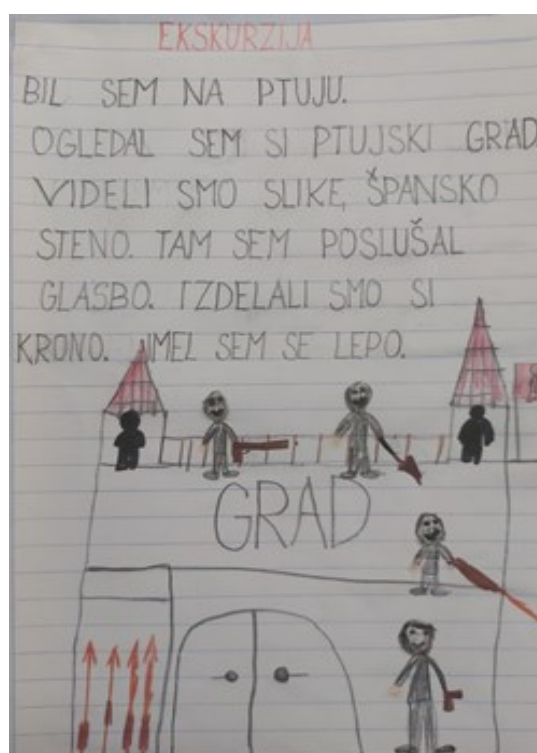 EKSKURZIJA
BIL SEM NA PTUJU.
OGLEDAL SEM SI PTUJSKI GRAD
VIDELI SMO SLIKE, ŠPANSKO
STENO. TAM SEM POSLUŠAL
GLASBO. IZDELALI SMO SI
KRONO. IMEL SEM SE LEPO.
GRAD